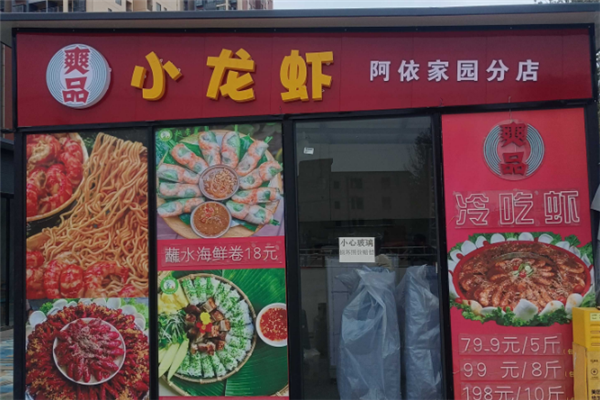 爽品
小龙虾
阿依家园分店
爽品
冷吃虾
蘸水海鲜卷18元
小心玻璃
79.9元/5斤
99元/8斤
198元/10斤